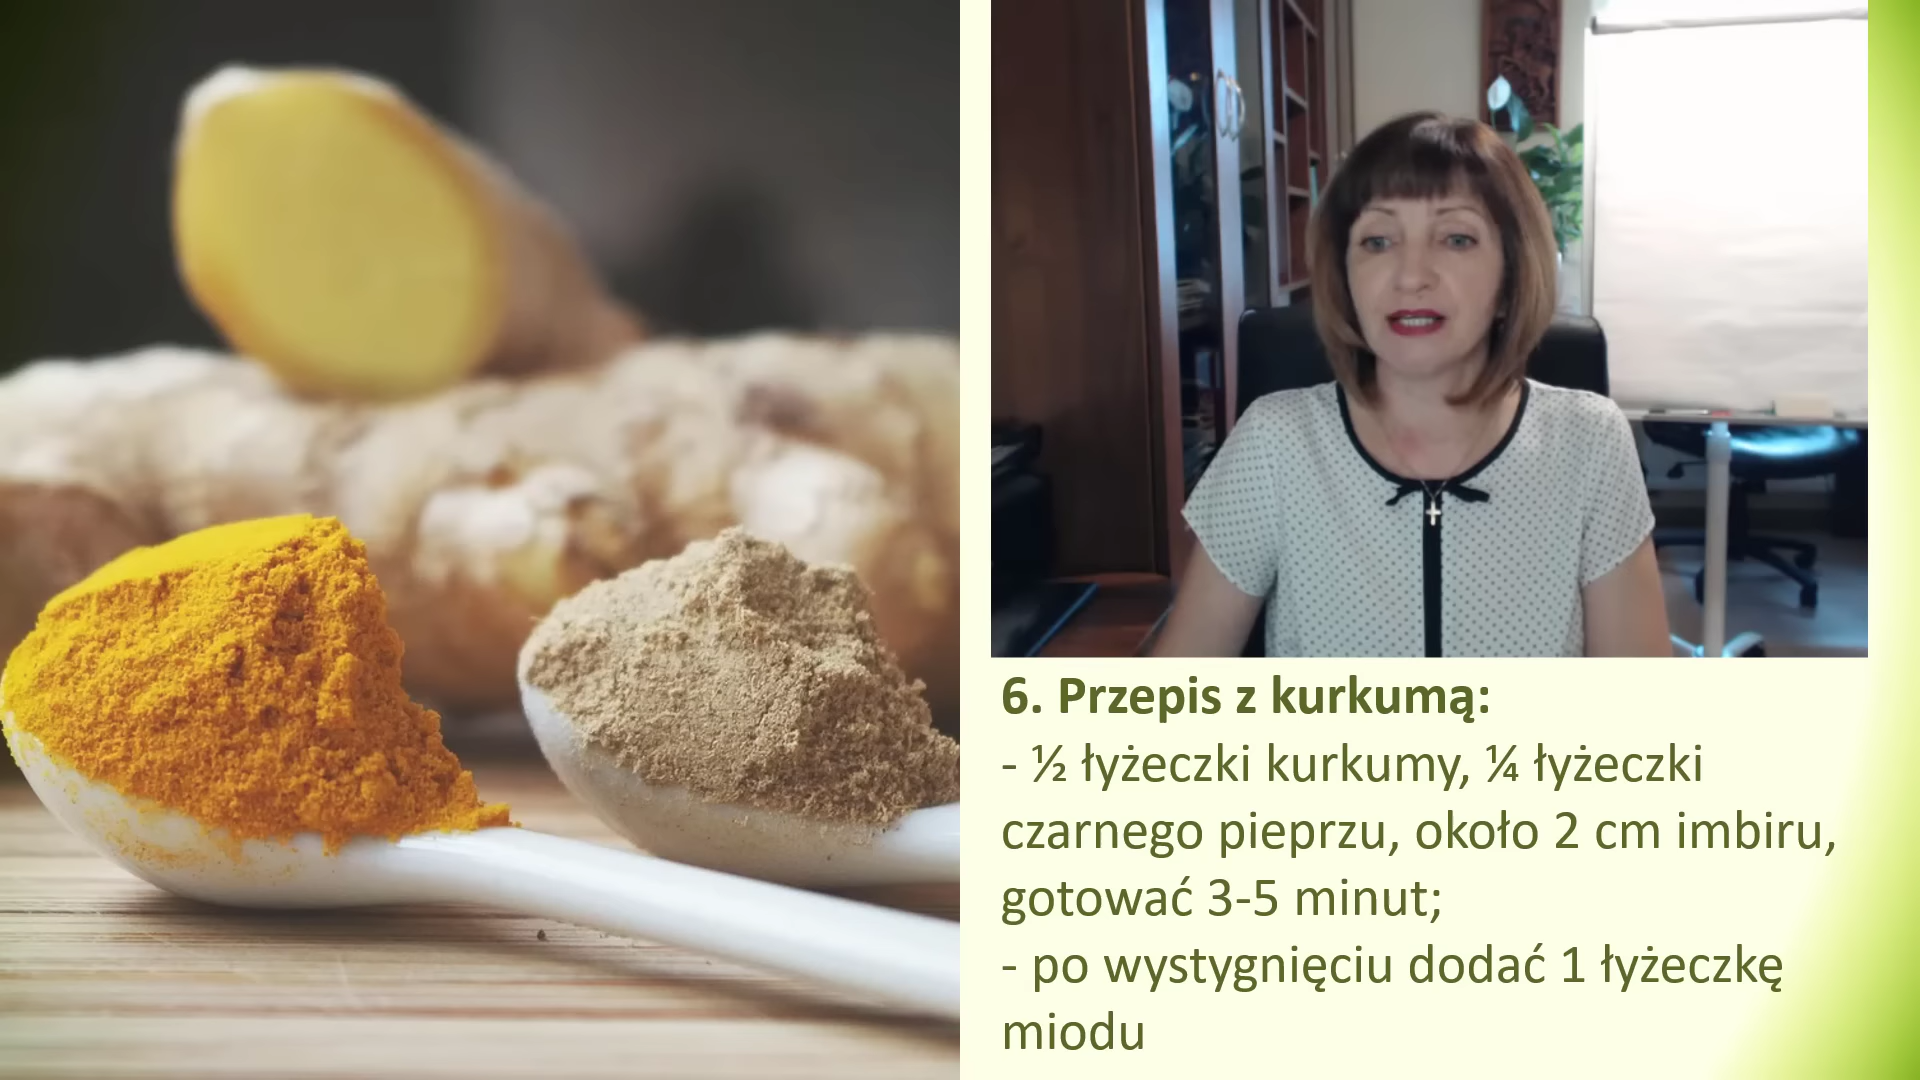 6. Przepis z kurkumą:
- ½ łyżeczki kurkumy, ¼ łyżeczki
czarnego pieprzu, około 2 cm imbiru,
gotować 3-5 minut;
- po wystygnięciu dodać 1 łyżeczkę
miodu